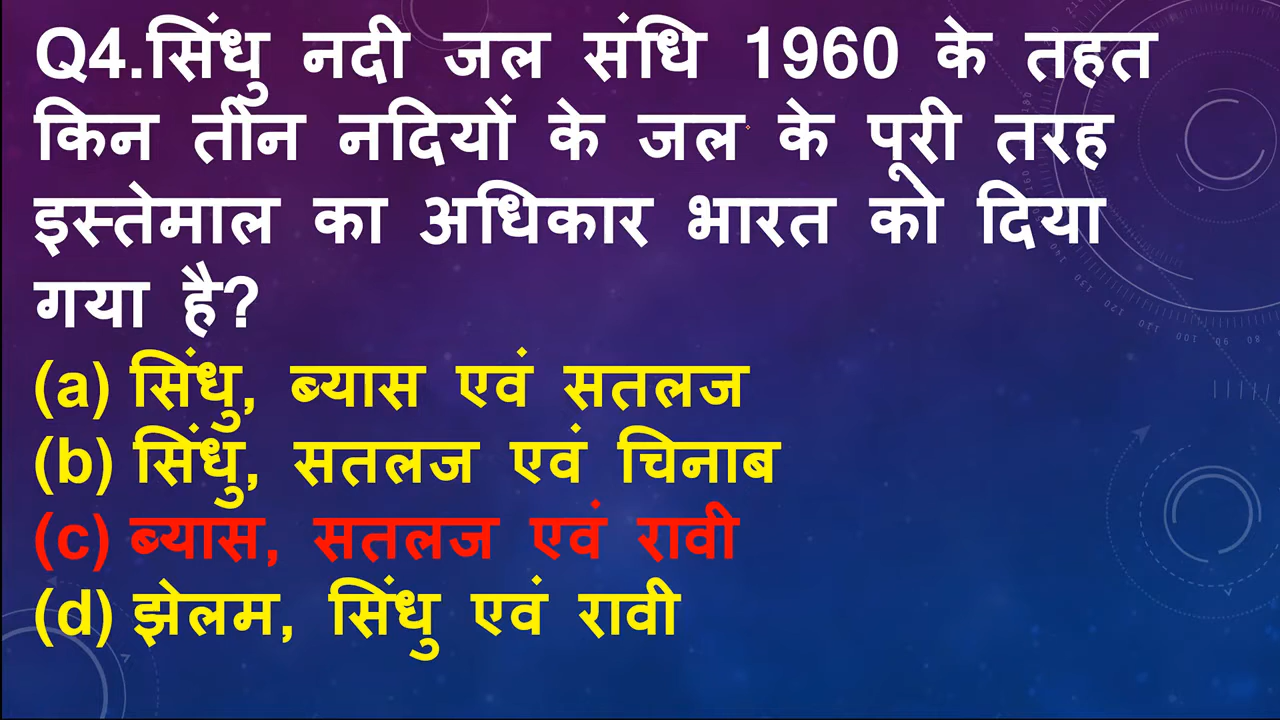 Q4.सिंधु नदी जल संधि 1960 के तहत
किन तीन नदियों के जल के पूरी तरह
इस्तेमाल का अधिकार भारत को दिया
गया है?
(a) सिंधु, ब्यास एवं सतलज
(b) सिंधु, सतलज एवं चिनाब
(c) ब्यास, सतलज एवं रावी
(d) झेलम, सिंधु एवं रावी